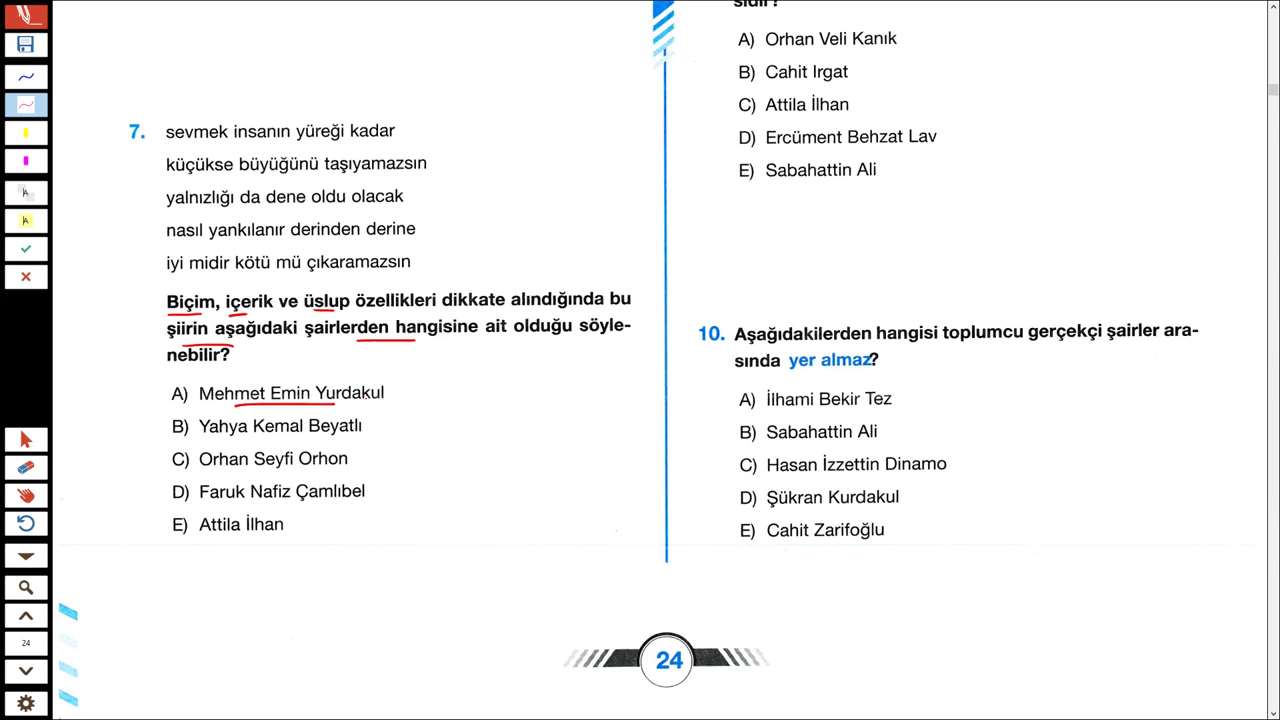 7. sevmek insanın yüreği kadar
küçükse büyüğünü taşıyamazsın
yalnızlığı da dene oldu olacak
nasıl yankılanır derinden derine
iyi midir kötü mü çıkaramazsın
Biçim, içerik ve üslup özellikleri dikkate alındığında bu
şiirin aşağıdaki şairlerden hangisine ait olduğu söyle-
nebilir?
A) Mehmet Emin Yurdakul
B) Yahya Kemal Beyatlı
C) Orhan Seyfi Orhon
D) Faruk Nafiz Çamlıbel
E) Attila İlhan
sidir?
A) Orhan Veli Kanık
B) Cahit Irgat
C) Attila İlhan
D) Ercüment Behzat Lav
E) Sabahattin Ali
10. Aşağıdakilerden hangisi toplumcu gerçekçi şairler ara-
sında yer almaz?
A) İlhami Bekir Tez
B) Sabahattin Ali
C) Hasan İzzettin Dinamo
D) Şükran Kurdakul
E) Cahit Zarifoğlu
24
24